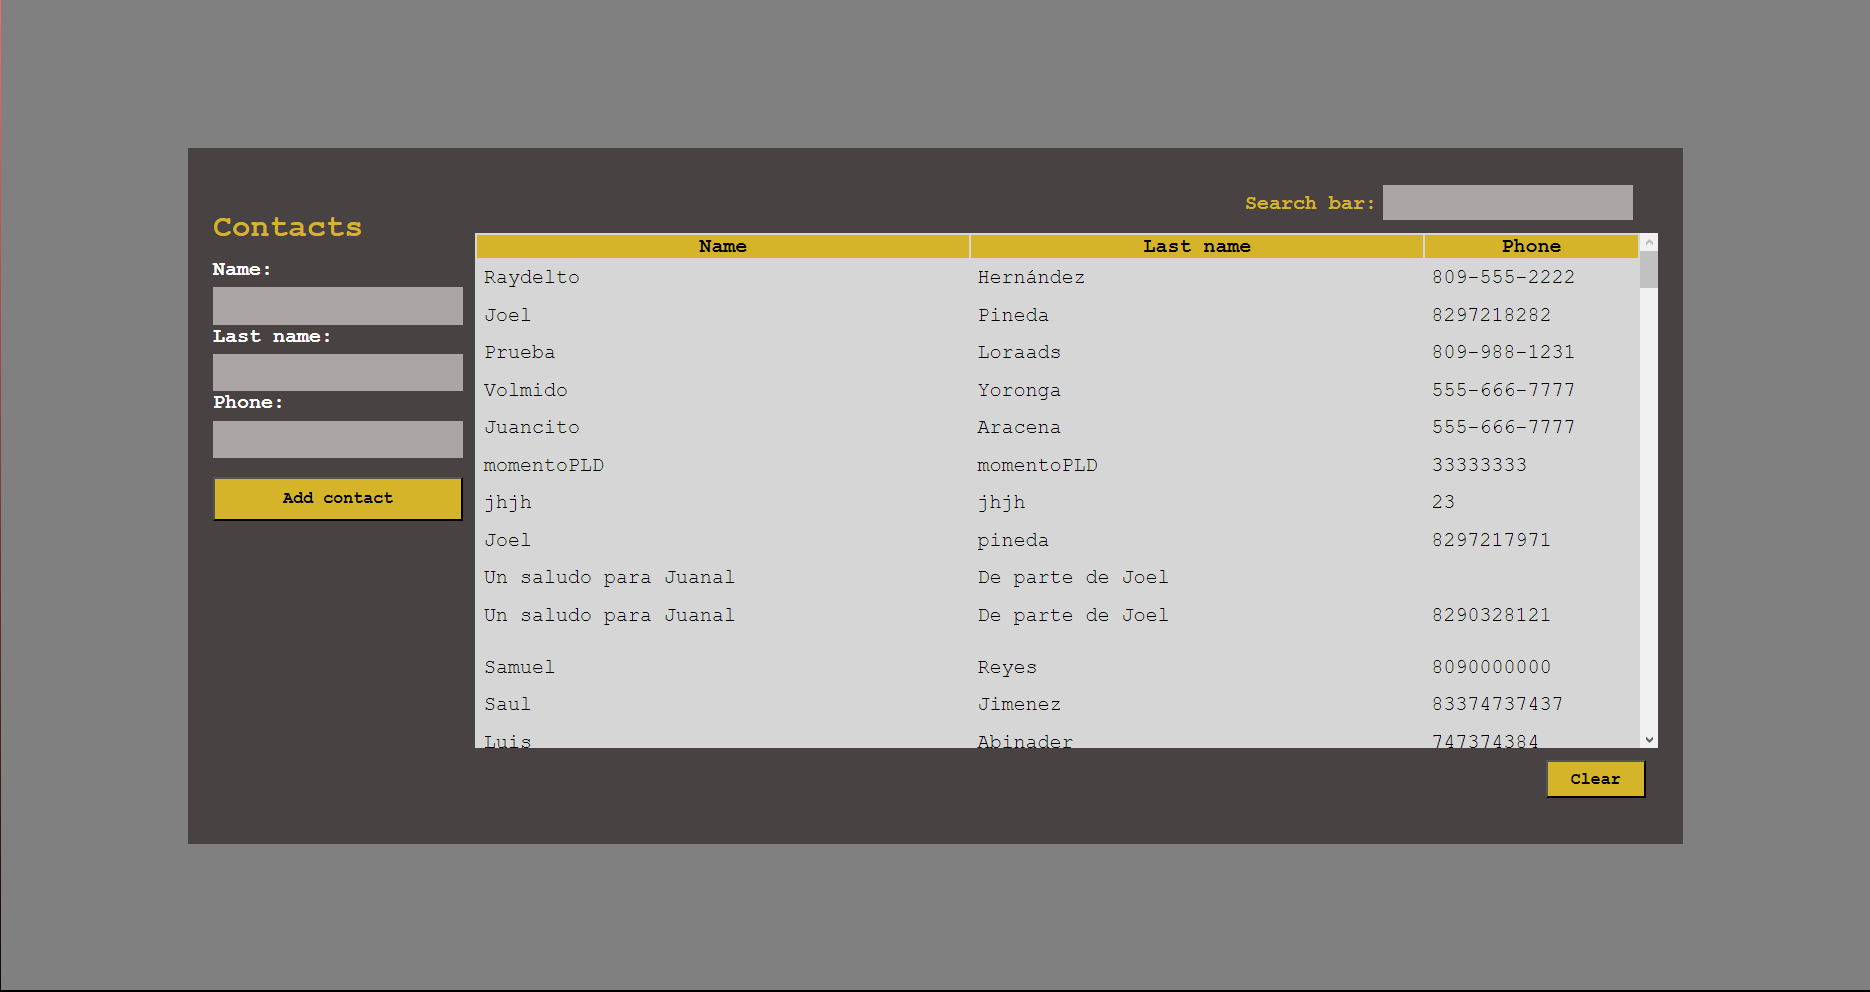 Search bar:
Contacts
Name:
Last name:
Phone:
Add contact
Name Last name Phone
Raydelto Hernández 809-555-2222
Joel Pineda 8297218282
Prueba Loraads 809-988-1231
Volmido Yoronga 555-666-7777
Juancito Aracena 555-666-7777
momentoPLD momentoPLD 33333333
jhjh jhjh 23
Joel pineda 8297217971
Un saludo para Juanal De parte de Joel
Un saludo para Juanal De parte de Joel 8290328121
Samuel Reyes 8090000000
Saul Jimenez 83374737437
Luis Abinader 747374384
Clear